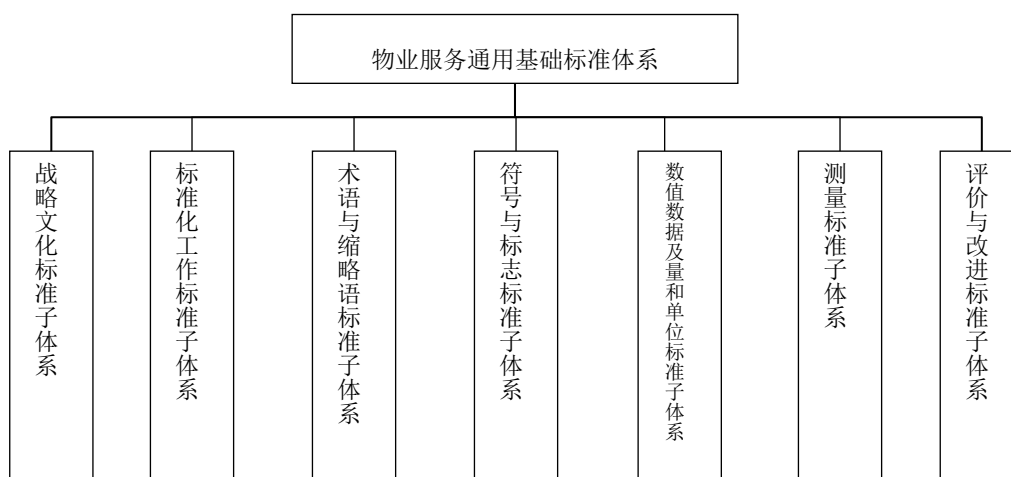 物业服务通用基础标准体系
战略文化标准子体系
标准化工作标准子体系
术语与缩略语标准子体系
符号与标志标准子体系
数值数据及量和单位标准子体系
测量标准子体系
评价与改进标准子体系